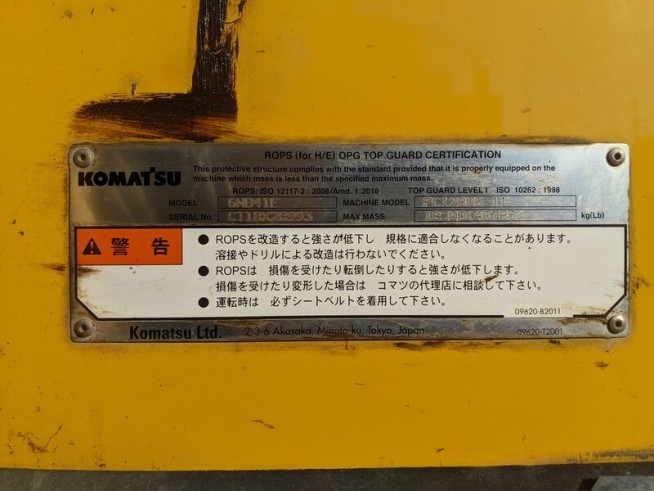 ROPS (for H/E) OPG TOP GUARD CERTIFICATION
KOMATSU
This protective structure complies with the standard provided that it is properly equipped on the
machine which mass is less than the specified maximum mass.
ROPS: ISO 12117-2 : 2008/Amd. 1:2016 TOP GUARD LEVEL I ISO 10262 : 1998
MODEL MACHINE MODEL
SERIAL No. MAX MASS kg(Lb)
警告
● ROPSを改造すると強さが低下し 規格に適合しなくなることがあります。
溶接やドリルによる改造は行わないでください。
● ROPSは 損傷を受けたり転倒したりすると強さが低下します。
損傷を受けたり変形した場合は コマツの代理店に相談して下さい。
● 運転時は 必ずシートベルトを着用して下さい。
09620-B2011
Komatsu Ltd. 2-3-6 Akasaka, Minato-ku, Tokyo, Japan
09620-T2001